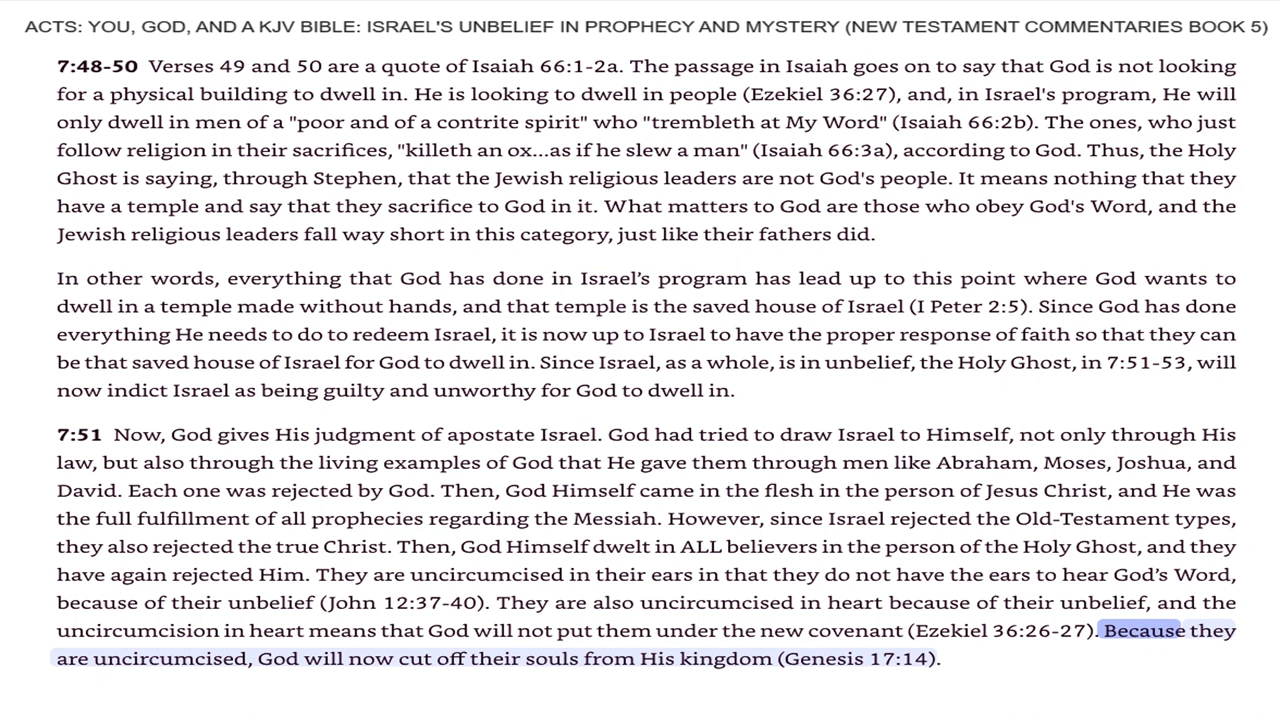 ACTS: YOU, GOD, AND A KJV BIBLE: ISRAEL'S UNBELIEF IN PROPHECY AND MYSTERY (NEW TESTAMENT COMMENTARIES BOOK 5)
7:48-50 Verses 49 and 50 are a quote of Isaiah 66:1-2a. The passage in Isaiah goes on to say that God is not looking
for a physical building to dwell in. He is looking to dwell in people (Ezekiel 36:27), and, in Israel's program, He will
only dwell in men of a "poor and of a contrite spirit" who "trembleth at My Word" (Isaiah 66:2b). The ones, who just
follow religion in their sacrifices, "killeth an ox...as if he slew a man" (Isaiah 66:3a), according to God. Thus, the Holy
Ghost is saying, through Stephen, that the Jewish religious leaders are not God's people. It means nothing that they
have a temple and say that they sacrifice to God in it. What matters to God are those who obey God's Word, and the
Jewish religious leaders fall way short in this category, just like their fathers did.
In other words, everything that God has done in Israel’s program has lead up to this point where God wants to
dwell in a temple made without hands, and that temple is the saved house of Israel (I Peter 2:5). Since God has done
everything He needs to do to redeem Israel, it is now up to Israel to have the proper response of faith so that they can
be that saved house of Israel for God to dwell in. Since Israel, as a whole, is in unbelief, the Holy Ghost, in 7:51-53, will
now indict Israel as being guilty and unworthy for God to dwell in.
7:51 Now, God gives His judgment of apostate Israel. God had tried to draw Israel to Himself, not only through His
law, but also through the living examples of God that He gave them through men like Abraham, Moses, Joshua, and
David. Each one was rejected by God. Then, God Himself came in the flesh in the person of Jesus Christ, and He was
the full fulfillment of all prophecies regarding the Messiah. However, since Israel rejected the Old-Testament types,
they also rejected the true Christ. Then, God Himself dwelt in ALL believers in the person of the Holy Ghost, and they
have again rejected Him. They are uncircumcised in their ears in that they do not have the ears to hear God’s Word,
because of their unbelief (John 12:37-40). They are also uncircumcised in heart because of their unbelief, and the
uncircumcision in heart means that God will not put them under the new covenant (Ezekiel 36:26-27). Because they
are uncircumcised, God will now cut off their souls from His kingdom (Genesis 17:14).